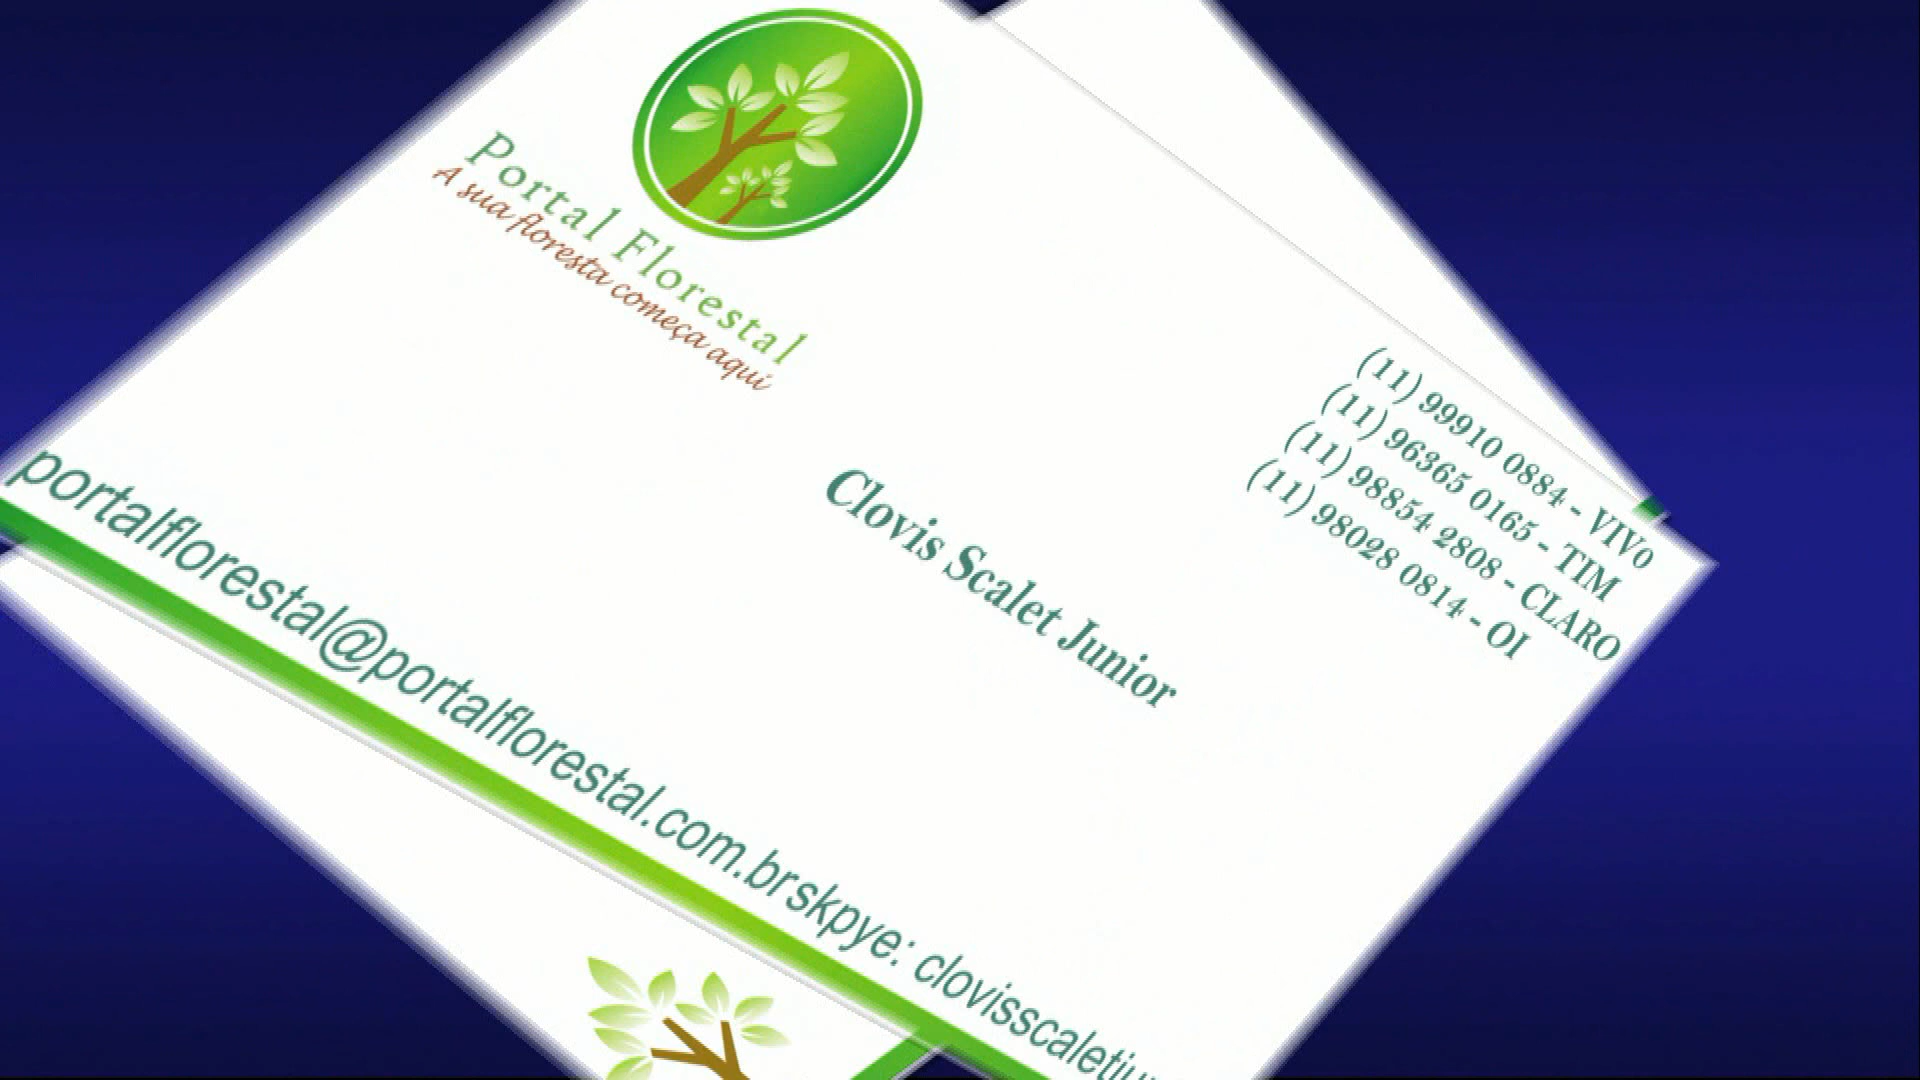 Portal Florestal
A sua floresta começa aqui
(11) 99910 0884 - VIVO
(11) 96365 0165 - TIM
(11) 98854 2808 - CLARO
(11) 98028 0814 - OI
Clovis Scalet Junior
portalflorestal@portalflorestal.com.brskpye: